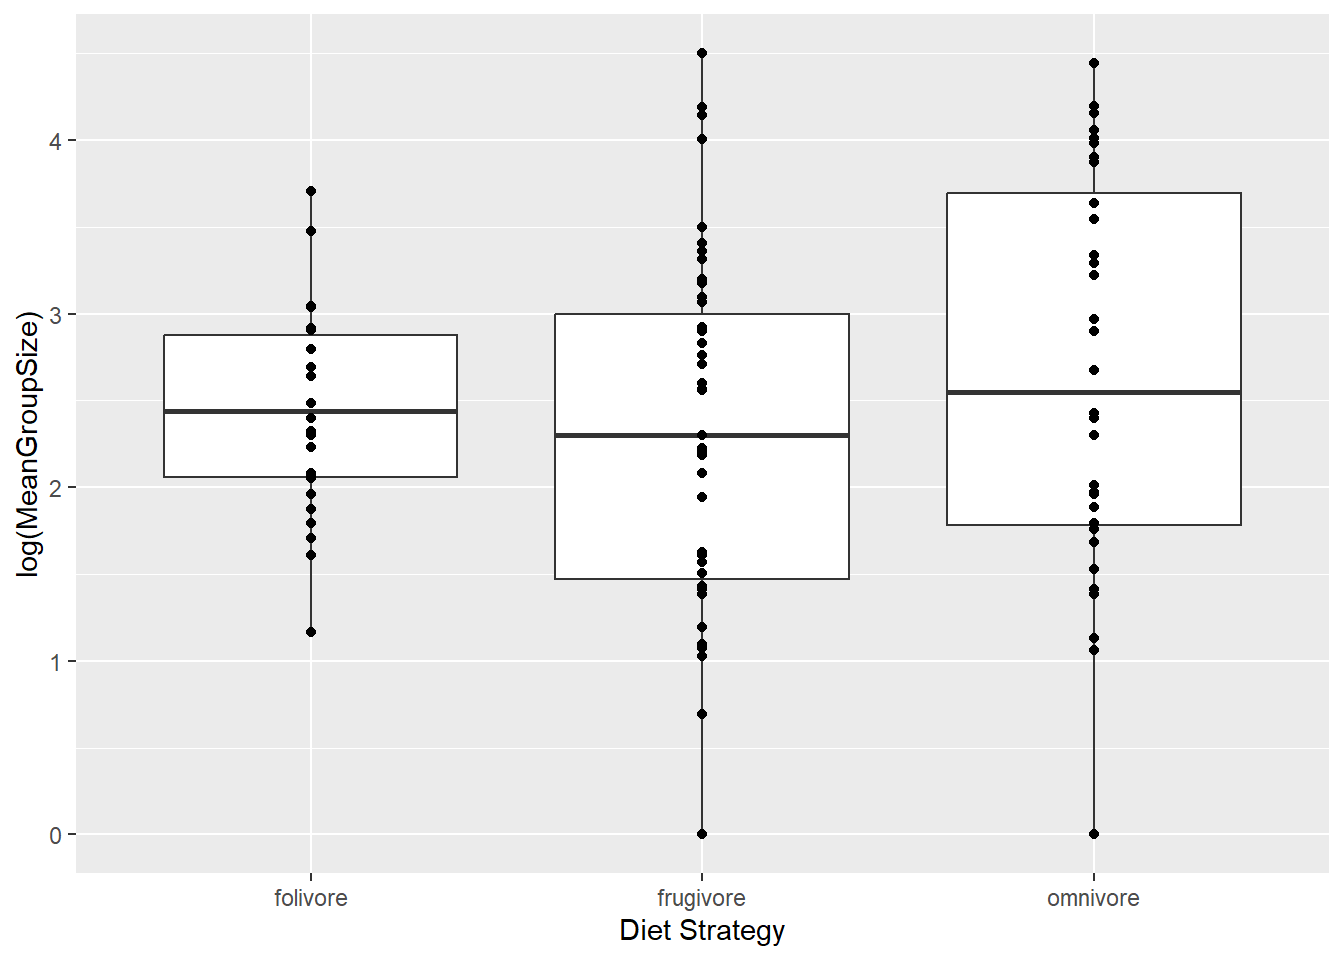 log(MeanGroupSize)
4
3
2
1
0
folivore
frugivore
omnivore
Diet Strategy